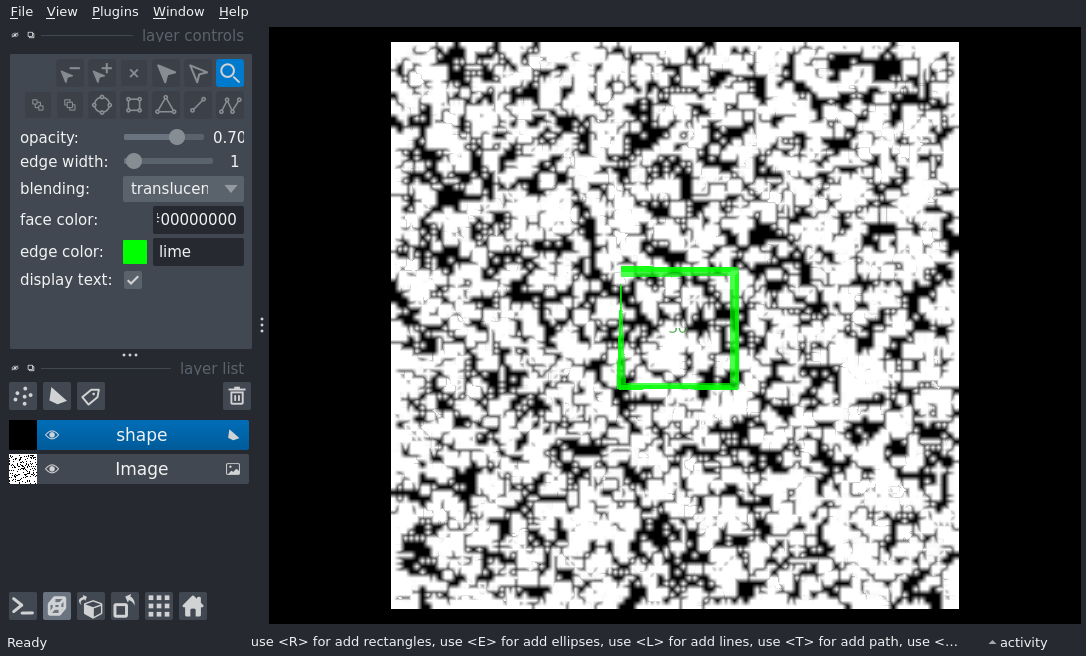 File View Plugins Window Help
layer controls
opacity: 0.70
edge width: 1
blending: translucen
face color: 00000000
edge color: lime
display text:
layer list
shape
Image
Ready
use <R> for add rectangles, use <E> for add ellipses, use <L> for add lines, use <T> for add path, use <...
activity